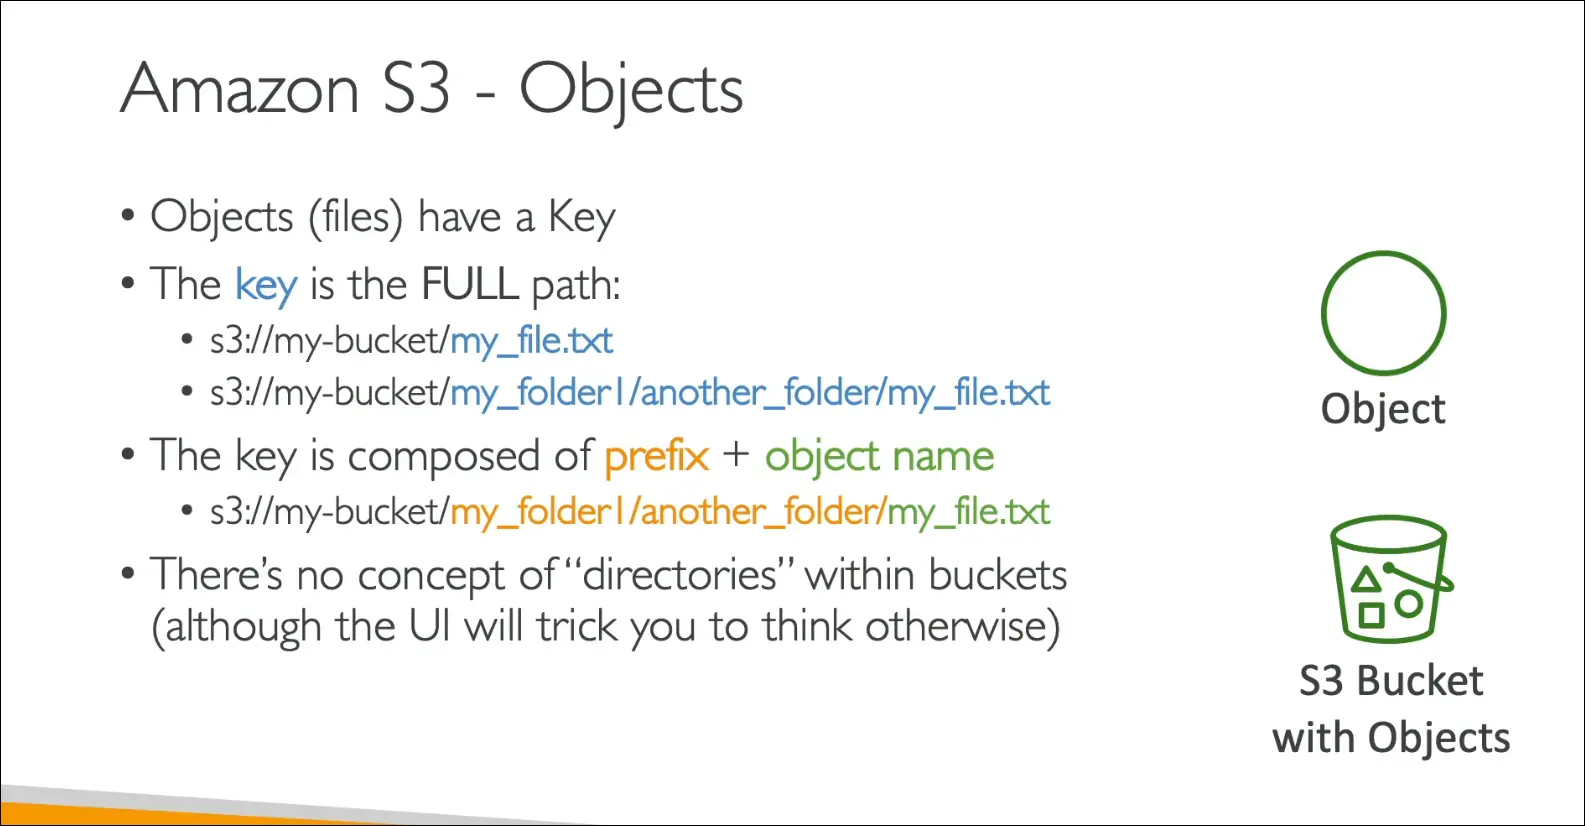 Amazon S3 - Objects
• Objects (files) have a Key
• The key is the FULL path:
• s3://my-bucket/my_file.txt
• s3://my-bucket/my_folder1/another_folder/my_file.txt
• The key is composed of prefix + object name
• s3://my-bucket/my_folder1/another_folder/my_file.txt
• There’s no concept of “directories” within buckets
(although the UI will trick you to think otherwise)
Object
S3 Bucket
with Objects